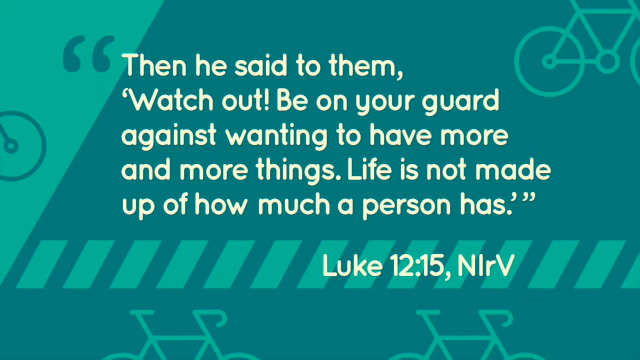 “Then he said to them,
‘Watch out! Be on your guard
against wanting to have more
and more things. Life is not made
up of how much a person has.’ ”
Luke 12:15, NIrV